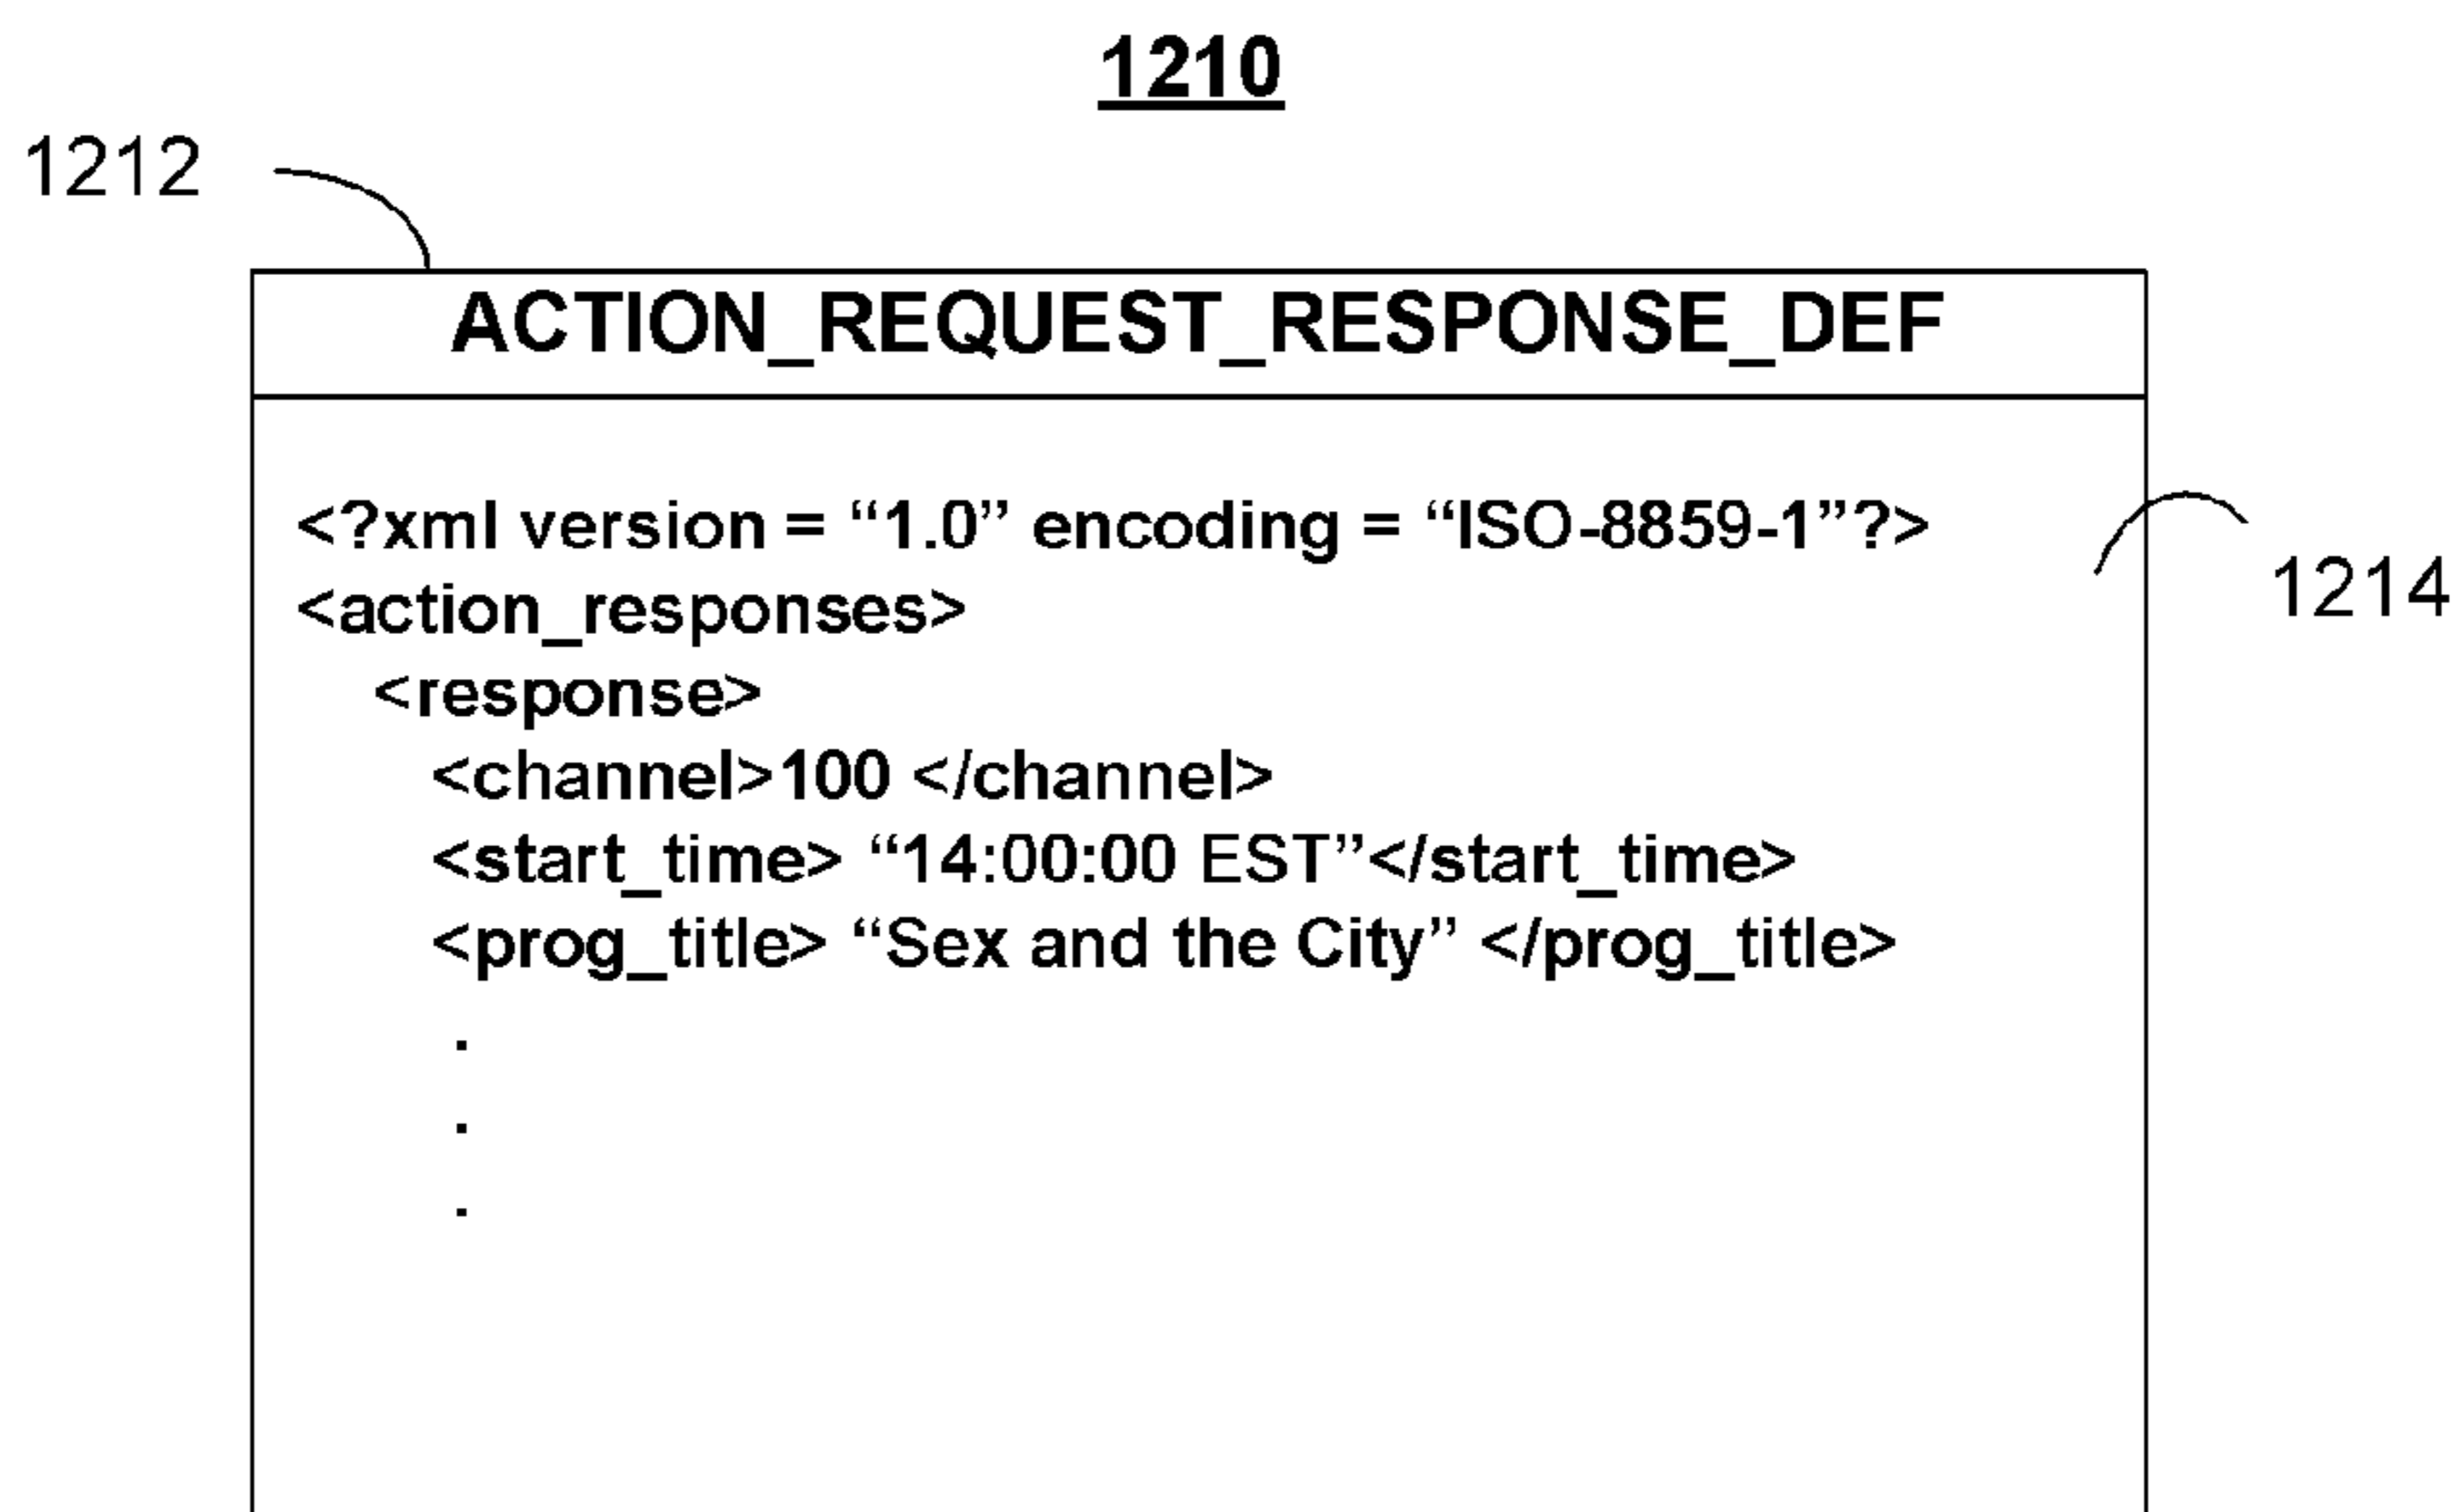 1210
1212
ACTION_REQUEST_RESPONSE_DEF
<?xml version = “1.0” encoding = “ISO-8859-1”?>
<action_responses>
<response>
<channel>100 </channel>
<start_time> “14:00:00 EST”</start_time>
<prog_title> “Sex and the City” </prog_title>
.
.
.
1214